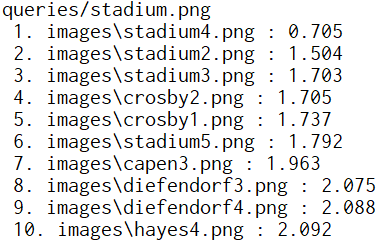 queries/stadium.png
1. images\stadium4.png : 0.705
2. images\stadium2.png : 1.504
3. images\stadium3.png : 1.703
4. images\crosby2.png : 1.705
5. images\crosby1.png : 1.737
6. images\stadium5.png : 1.792
7. images\capen3.png : 1.963
8. images\diefendorf3.png : 2.075
9. images\diefendorf4.png : 2.088
10. images\hayes4.png : 2.092